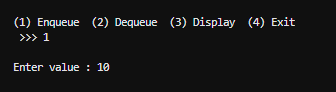 (1) Enqueue  (2) Dequeue  (3) Display  (4) Exit
>>> 1
Enter value : 10